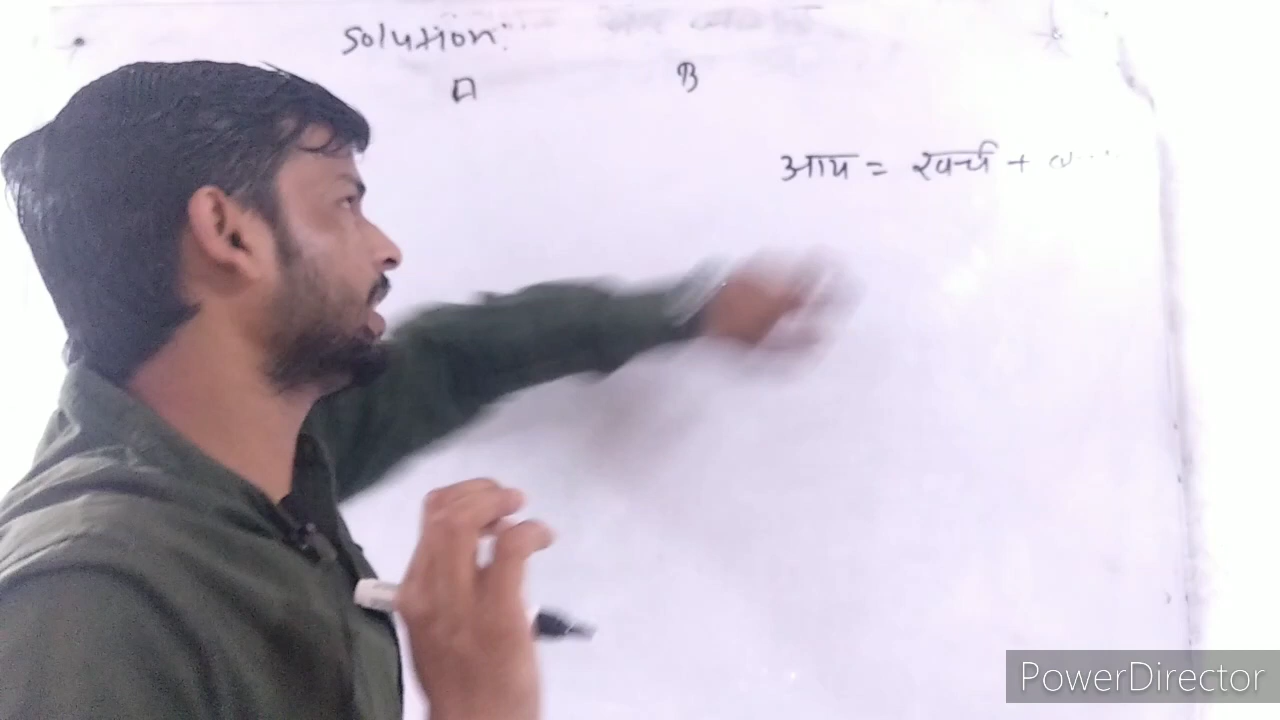 Solution:
A B
आय = खर्च +
PowerDirector